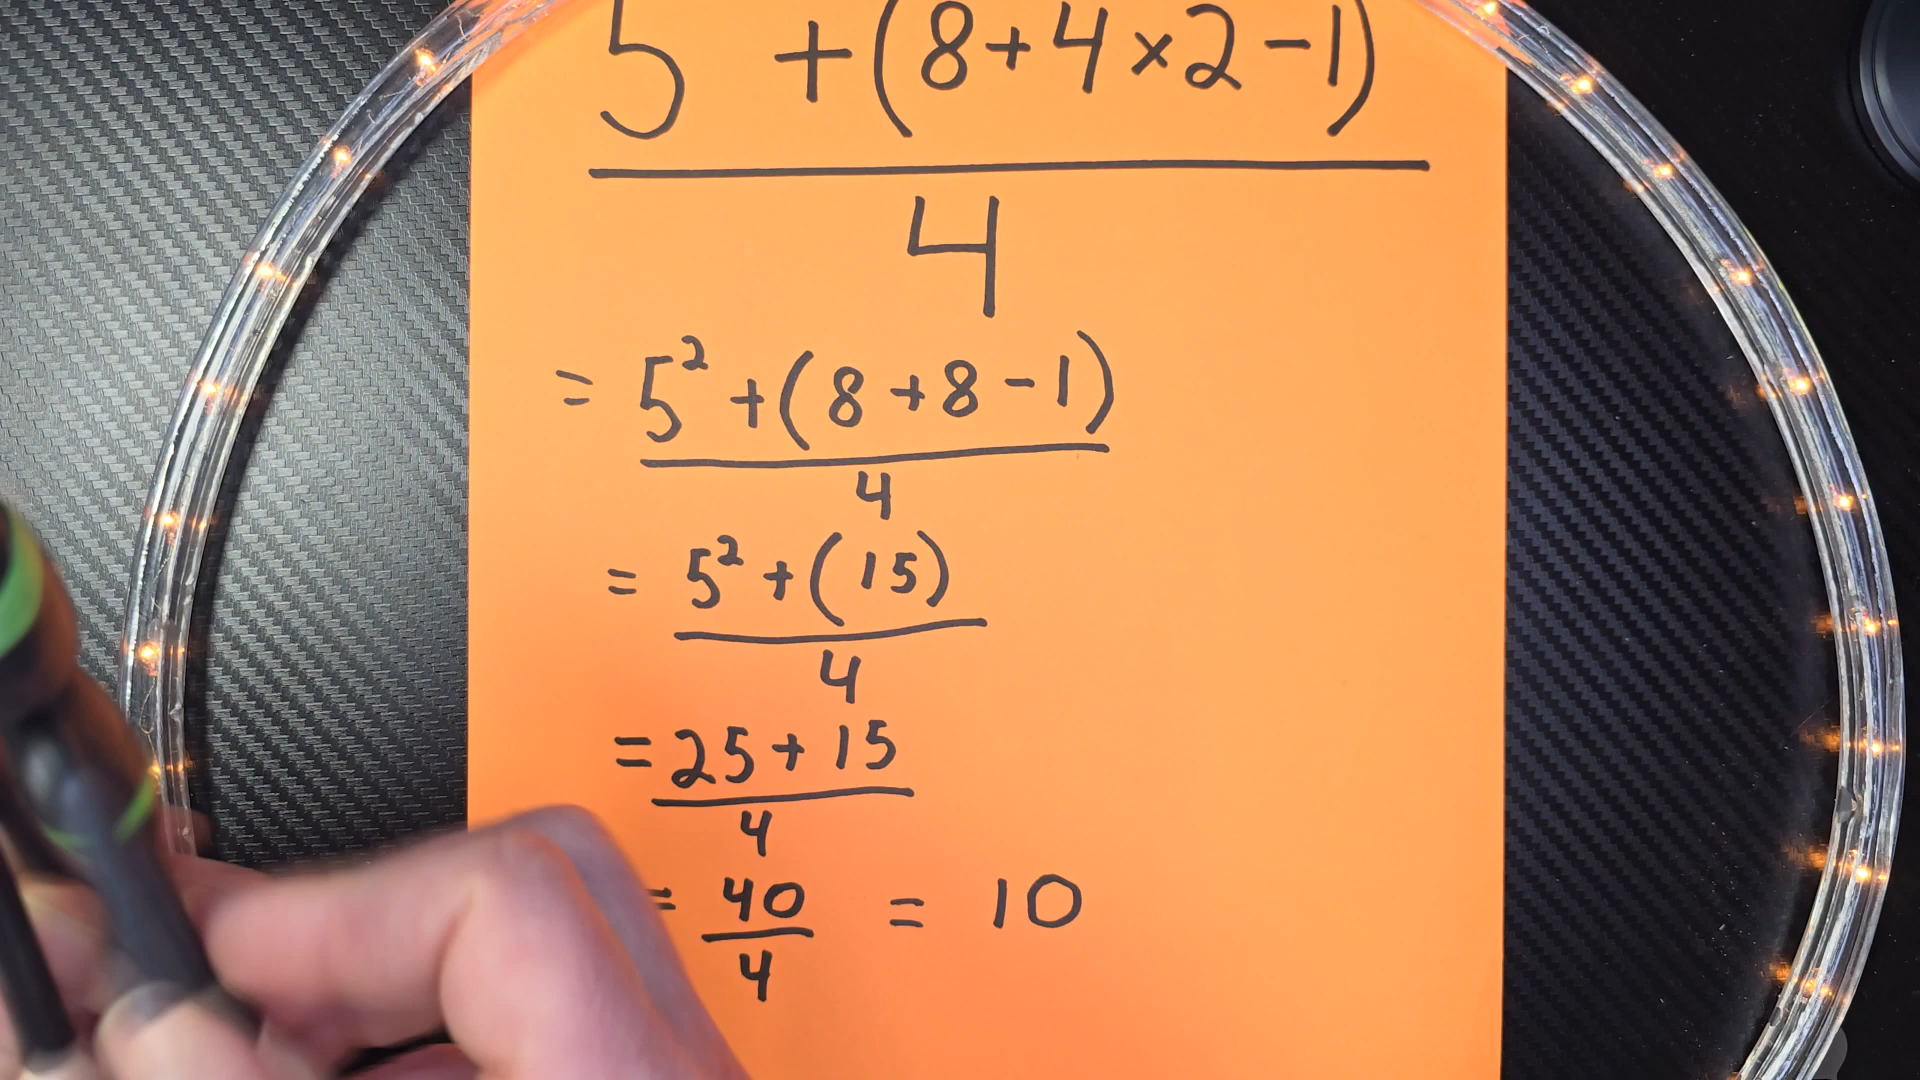 5 + (8 + 4 × 2 - 1)
4
= 5² + (8 + 8 - 1)
4
= 5² + (15)
4
= 25 + 15
4
= 40 = 10
4